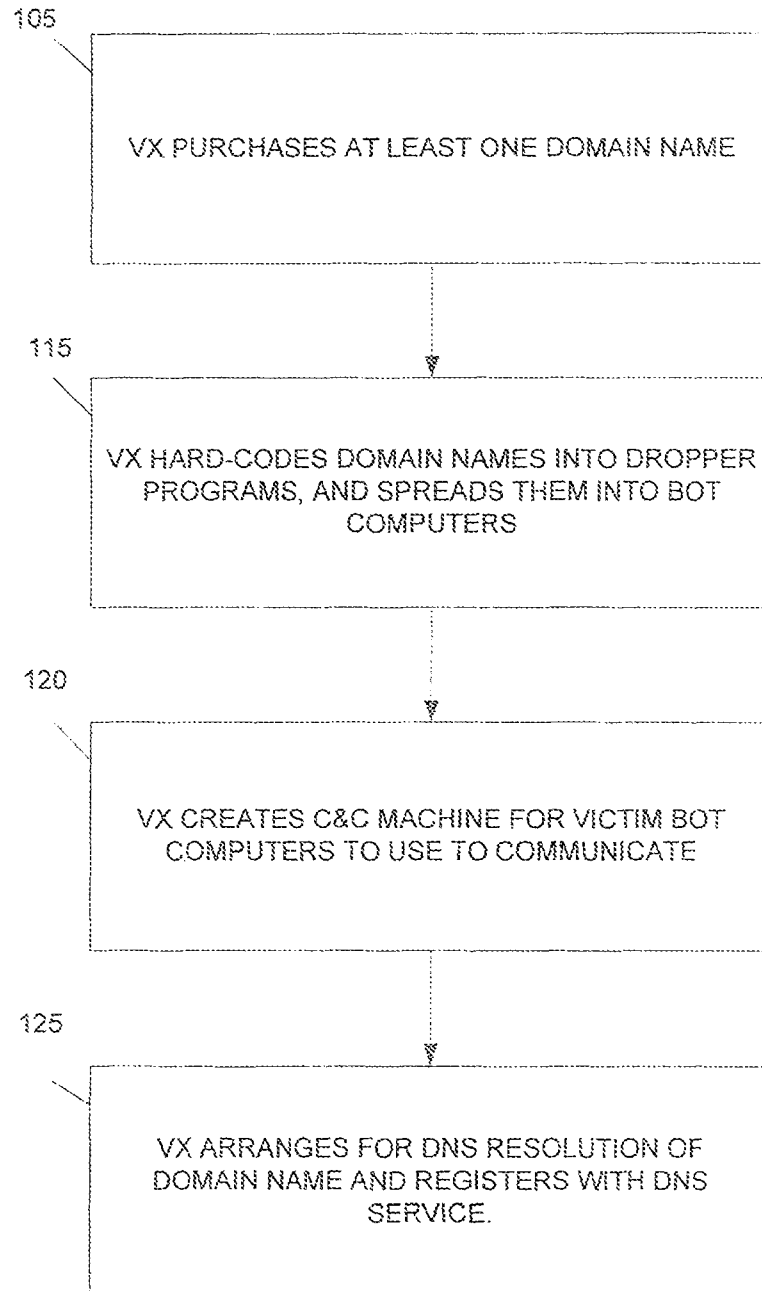 105
VX PURCHASES AT LEAST ONE DOMAIN NAME
115
VX HARD-CODES DOMAIN NAMES INTO DROPPER
PROGRAMS, AND SPREADS THEM INTO BOT
COMPUTERS
120
VX CREATES C&C MACHINE FOR VICTIM BOT
COMPUTERS TO USE TO COMMUNICATE
125
VX ARRANGES FOR DNS RESOLUTION OF
DOMAIN NAME AND REGISTERS WITH DNS
SERVICE.